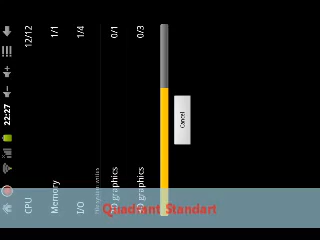 22:27
CPU 12/12
Memory 1/1
I/O 1/4
2D graphics 0/1
3D graphics 0/3
Cancel
Quadrant Standart